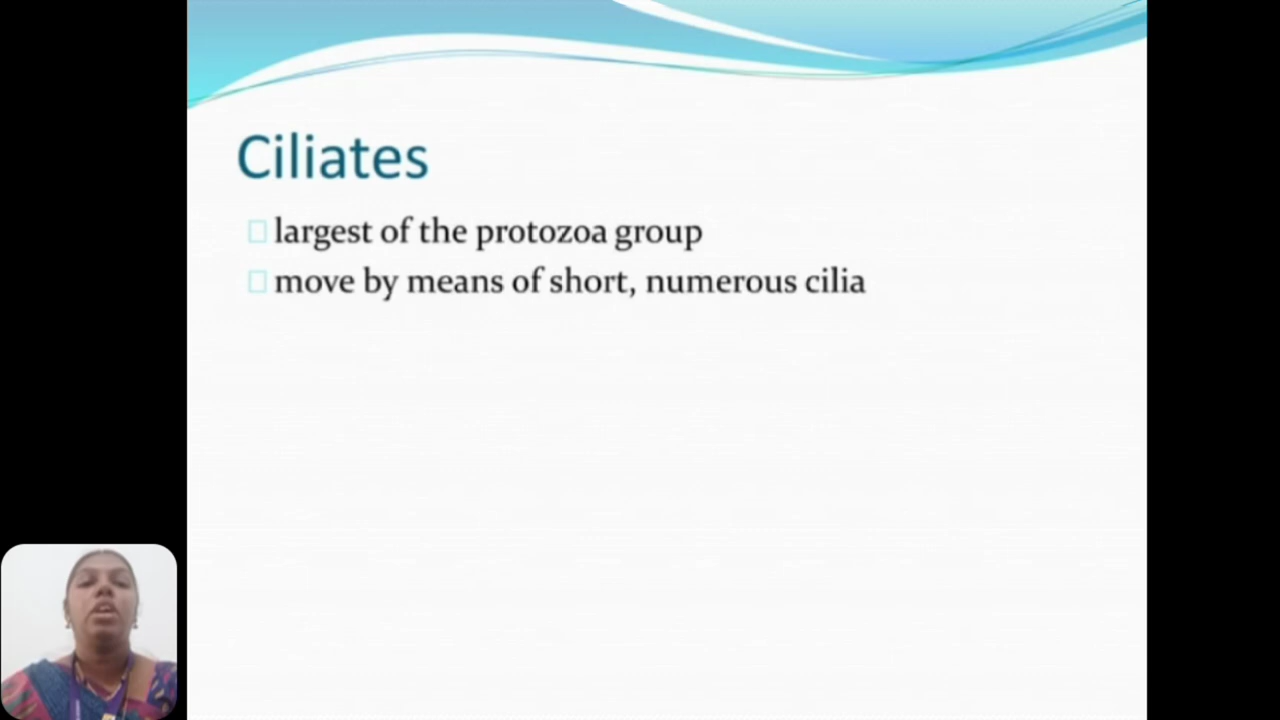 Ciliates
largest of the protozoa group
move by means of short, numerous cilia